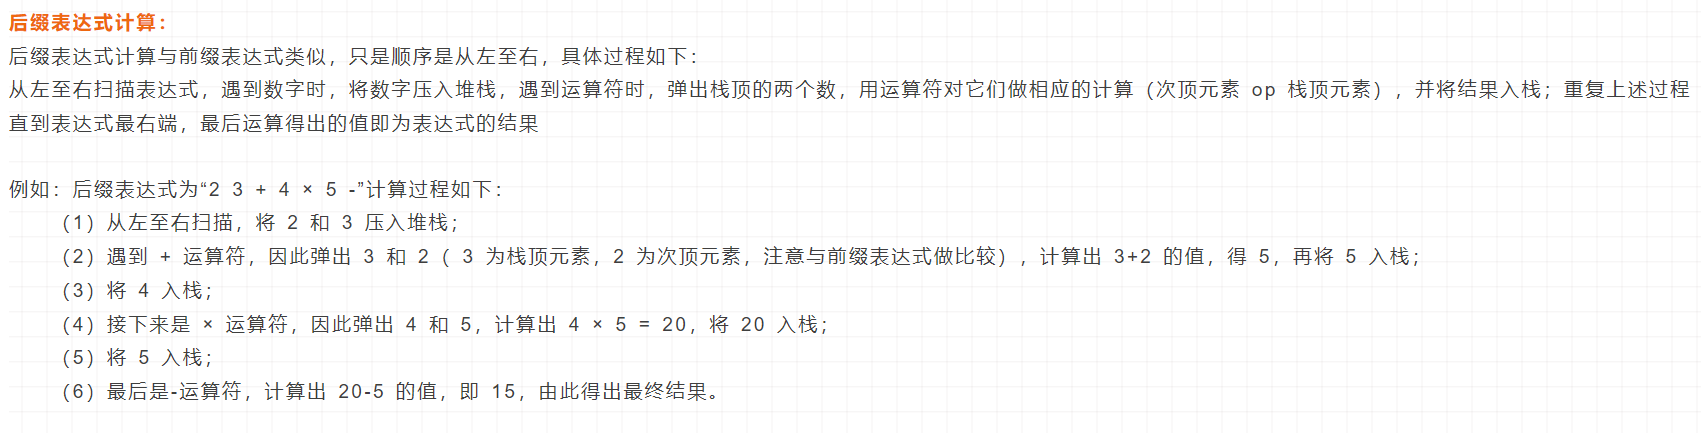 后缀表达式计算：
后缀表达式计算与前缀表达式类似，只是顺序是从左至右，具体过程如下：
从左至右扫描表达式，遇到数字时，将数字压入堆栈，遇到运算符时，弹出栈顶的两个数，用运算符对它们做相应的计算（次顶元素 op 栈顶元素），并将结果入栈；重复上述过程
直到表达式最右端，最后运算得出的值即为表达式的结果
例如：后缀表达式为“2 3 + 4 × 5 -”计算过程如下：
（1）从左至右扫描，将 2 和 3 压入堆栈；
（2）遇到 + 运算符，因此弹出 3 和 2（ 3 为栈顶元素，2 为次顶元素，注意与前缀表达式做比较），计算出 3+2 的值，得 5，再将 5 入栈；
（3）将 4 入栈；
（4）接下来是 × 运算符，因此弹出 4 和 5，计算出 4 × 5 = 20，将 20 入栈；
（5）将 5 入栈；
（6）最后是-运算符，计算出 20-5 的值，即 15，由此得出最终结果。